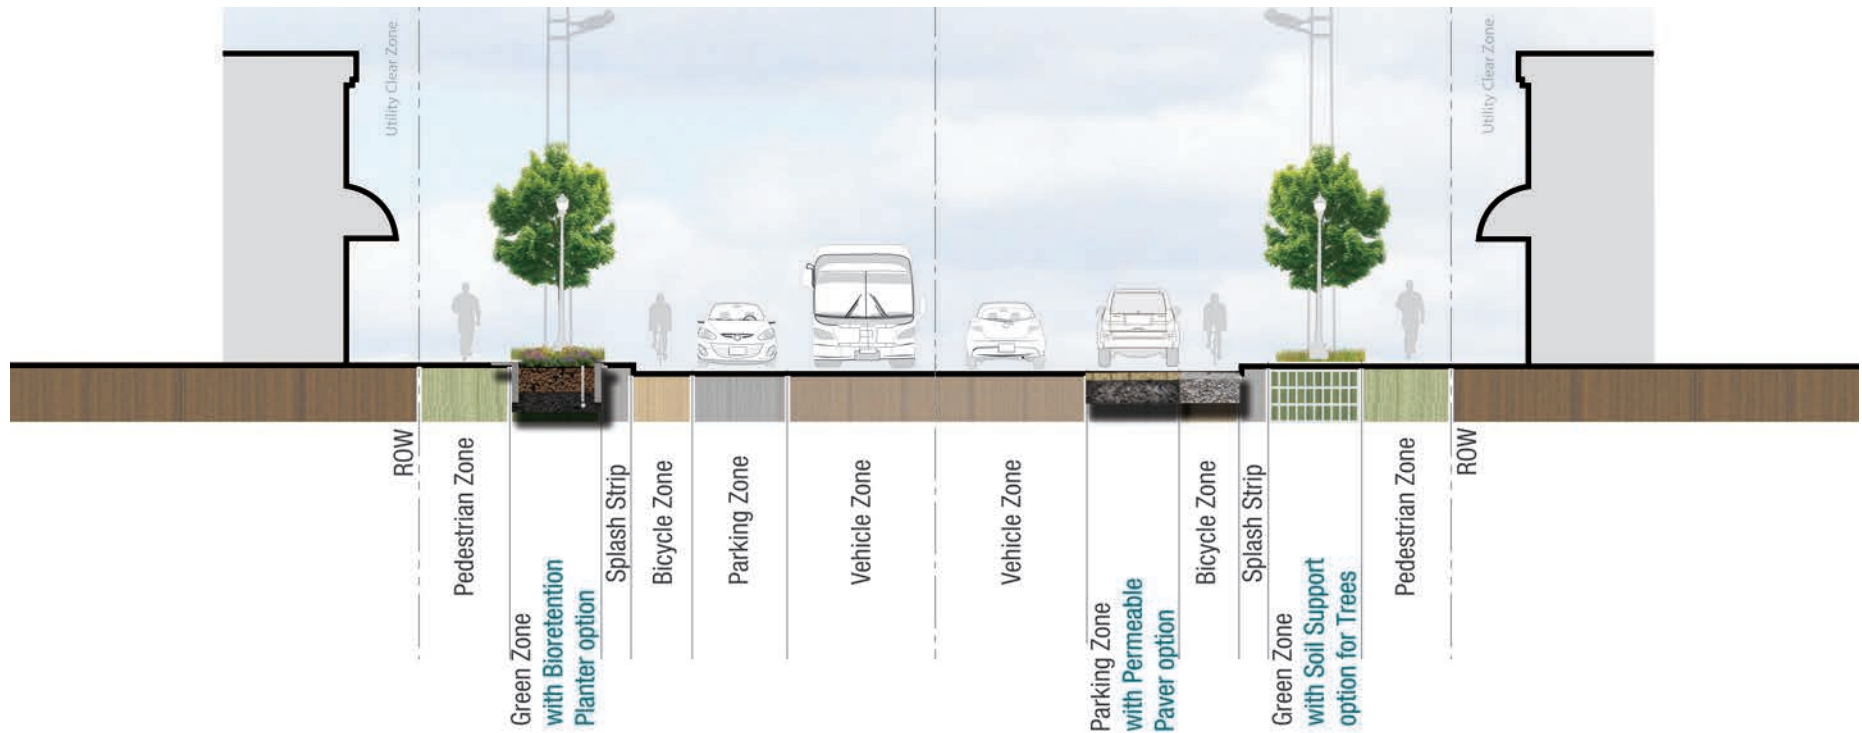 Utility Clear Zone
Utility Clear Zone
ROW
Pedestrian Zone
Green Zone
with Bioretention
Planter option
Splash Strip
Bicycle Zone
Parking Zone
Vehicle Zone
Vehicle Zone
Parking Zone
with Permeable
Paver option
Bicycle Zone
Splash Strip
Green Zone
with Soil Support
option for Trees
Pedestrian Zone
ROW